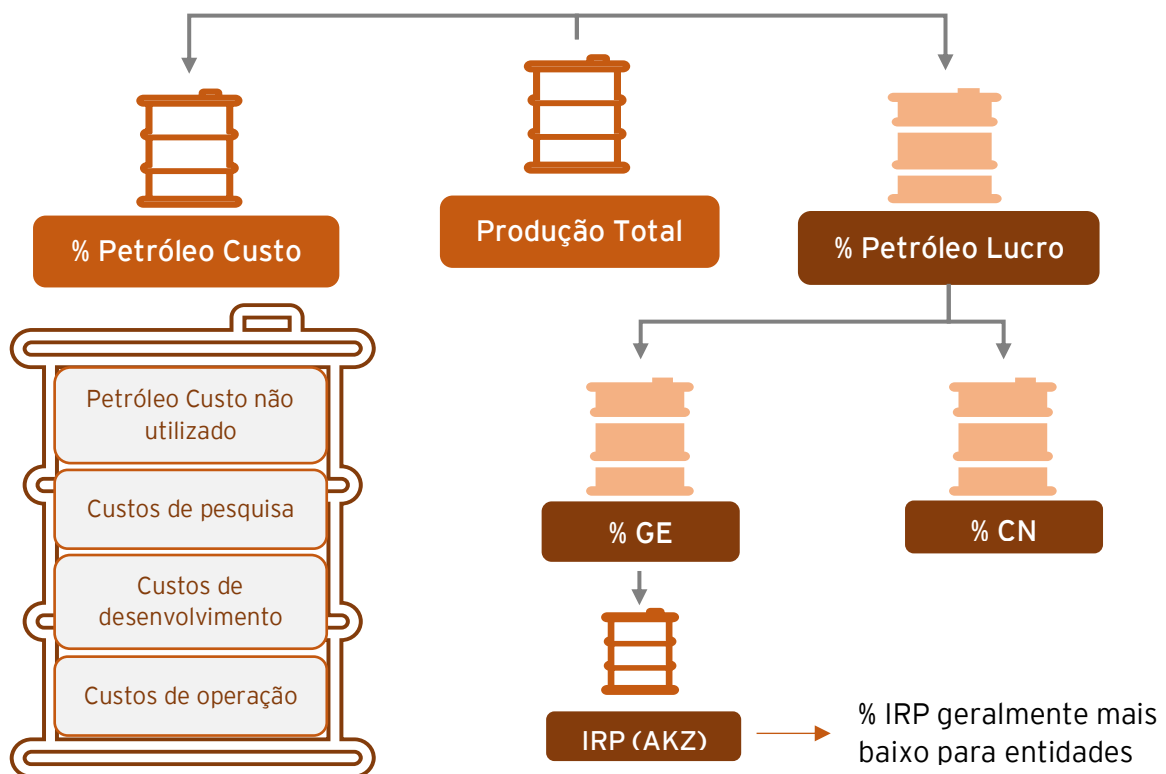 % Petróleo Custo
Produção Total
% Petróleo Lucro
Petróleo Custo não
utilizado
Custos de pesquisa
Custos de
desenvolvimento
Custos de operação
% GE
% CN
IRP (AKZ)
% IRP geralmente mais
baixo para entidades